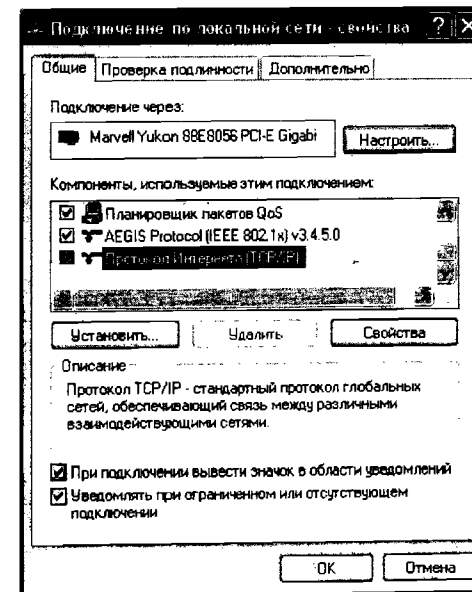 Подключение по локальной сети - свойства
Общие Проверка подлинности Дополнительно
Подключение через:
Marvell Yukon 88E8056 PCI-E Gigabi Настроить...
Компоненты, используемые этим подключением:
Планировщик пакетов QoS
AEGIS Protocol (IEEE 802.1x) v3.4.5.0
Протокол Интернета (TCP/IP)
Установить... Удалить Свойства
Описание
Протокол TCP/IP - стандартный протокол глобальных
сетей, обеспечивающий связь между различными
взаимодействующими сетями.
При подключении вывести значок в области уведомлений
Уведомлять при ограниченном или отсутствующем
подключении
OK Отмена